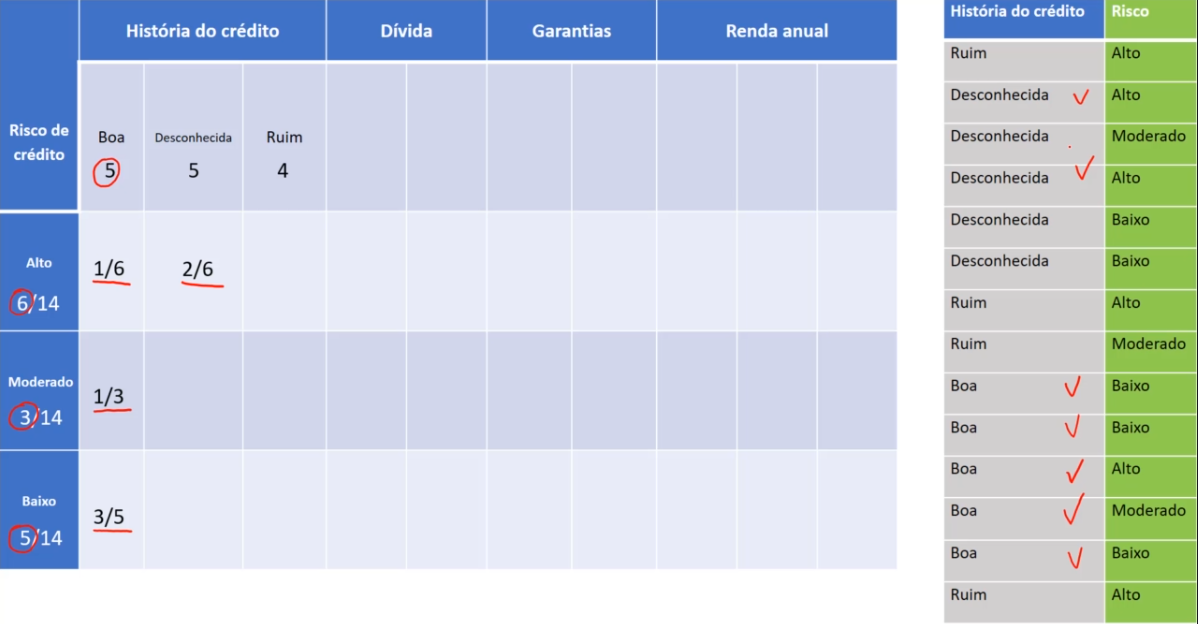 História do crédito Dívida Garantias Renda anual
Risco de crédito
Boa Desconhecida Ruim
5 5 4
Alto
6/14
1/6 2/6
Moderado
3/14
1/3
Baixo
5/14
3/5
História do crédito Risco
Ruim Alto
Desconhecida Alto
Desconhecida Moderado
Desconhecida Alto
Desconhecida Baixo
Desconhecida Baixo
Ruim Alto
Ruim Moderado
Boa Baixo
Boa Baixo
Boa Alto
Boa Moderado
Boa Baixo
Ruim Alto